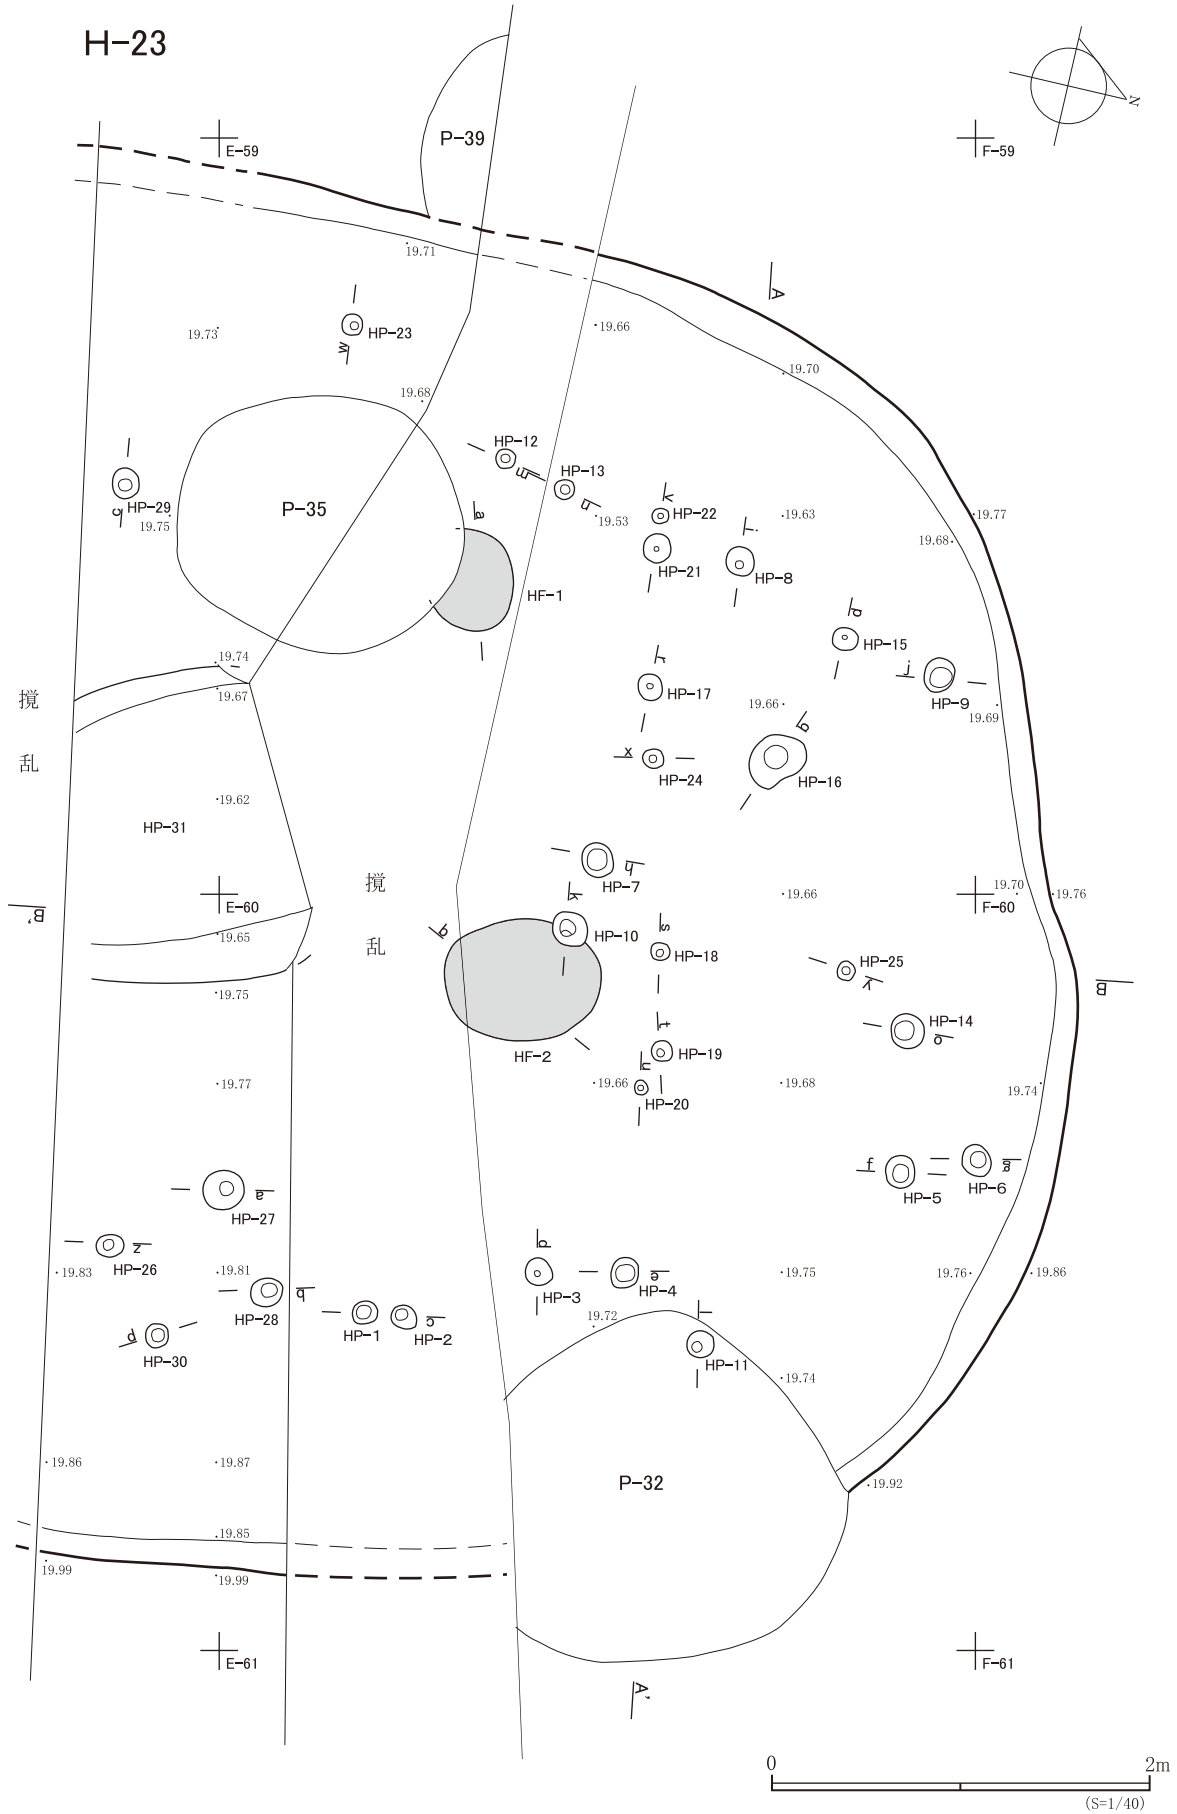 H-23
N
P-39
E-59
F-59
19.71
A
19.73
HP-23
w
19.66
19.70
19.68
HP-12
m
HP-13
n
HP-29
c
19.75
P-35
a
19.53
v
HP-22
HP-21
i
HP-8
19.63
19.77
19.68
HF-1
p
HP-15
j
HP-9
19.69
19.74
19.67
r
HP-17
19.66
q
HP-16
x
HP-24
撹
乱
19.62
HP-31
h
HP-7
撹
乱
k
HP-10
E-60
B'
19.65
19.66
19.70
F-60
19.76
b
s
HP-18
HP-25
y
B
19.75
HP-14
o
HF-2
t
HP-19
u
HP-20
19.77
19.66
19.68
19.74
f
HP-5
g
HP-6
a
HP-27
z
HP-26
19.83
19.81
d
HP-3
e
HP-4
19.75
19.76
19.86
b
HP-28
HP-1
c
HP-2
19.72
l
HP-11
d
HP-30
19.74
19.86
19.87
P-32
19.92
19.85
19.99
19.99
E-61
F-61
A'
0
2m
(S=1/40)